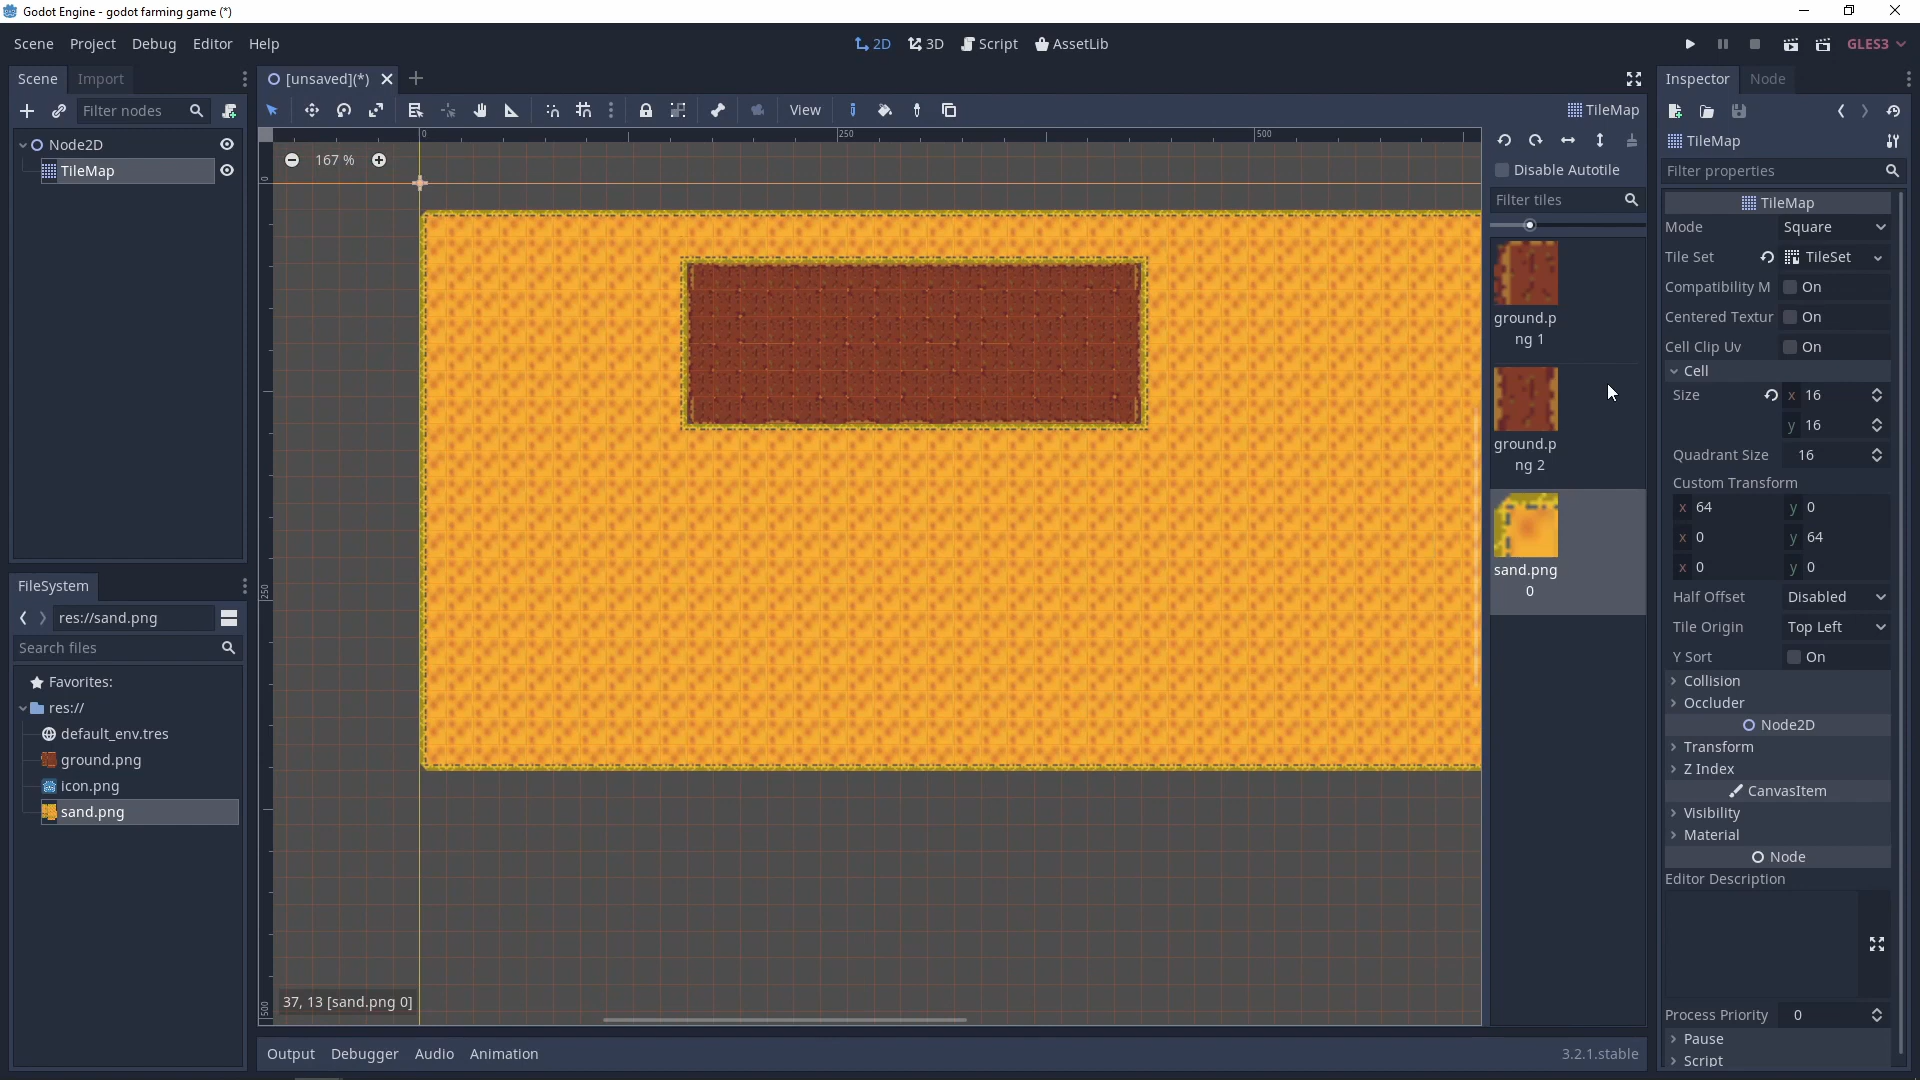 Godot Engine - godot farming game (*)
Scene Project Debug Editor Help
2D 3D Script AssetLib
GLES3
Scene Import
[unsaved](*)
Inspector Node
Filter nodes
View
TileMap
Node2D
TileMap
167 %
0 250 500
0
250
500
Disable Autotile
Filter tiles
ground.p
ng 1
ground.p
ng 2
sand.png
0
37, 13 [sand.png 0]
TileMap
Filter properties
TileMap
Mode Square
Tile Set TileSet
Compatibility M On
Centered Textur On
Cell Clip Uv On
Cell
Size x 16
y 16
Quadrant Size 16
Custom Transform
x 64 y 0
x 0 y 64
x 0 y 0
Half Offset Disabled
Tile Origin Top Left
Y Sort On
Collision
Occluder
Node2D
Transform
Z Index
CanvasItem
Visibility
Material
Node
Editor Description
Process Priority 0
Pause
Script
FileSystem
res://sand.png
Search files
Favorites:
res://
default_env.tres
ground.png
icon.png
sand.png
Output Debugger Audio Animation
3.2.1.stable